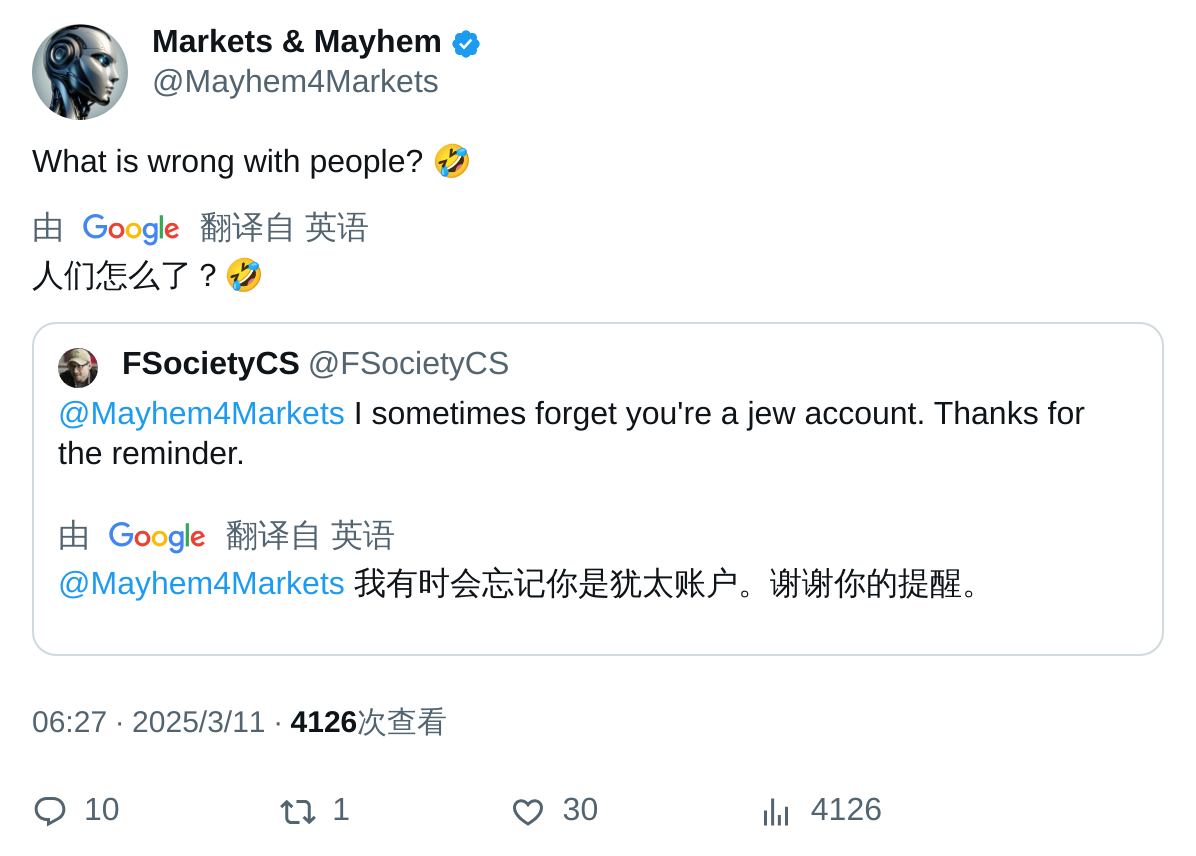 Markets & Mayhem
@Mayhem4Markets
What is wrong with people? 🤣
由 Google 翻译自 英语
人们怎么了？🤣
FSocietyCS @FSocietyCS
@Mayhem4Markets I sometimes forget you're a jew account. Thanks for
the reminder.
由 Google 翻译自 英语
@Mayhem4Markets 我有时会忘记你是犹太账户。谢谢你的提醒。
06:27 · 2025/3/11 · 4126次查看
10 1 30 4126